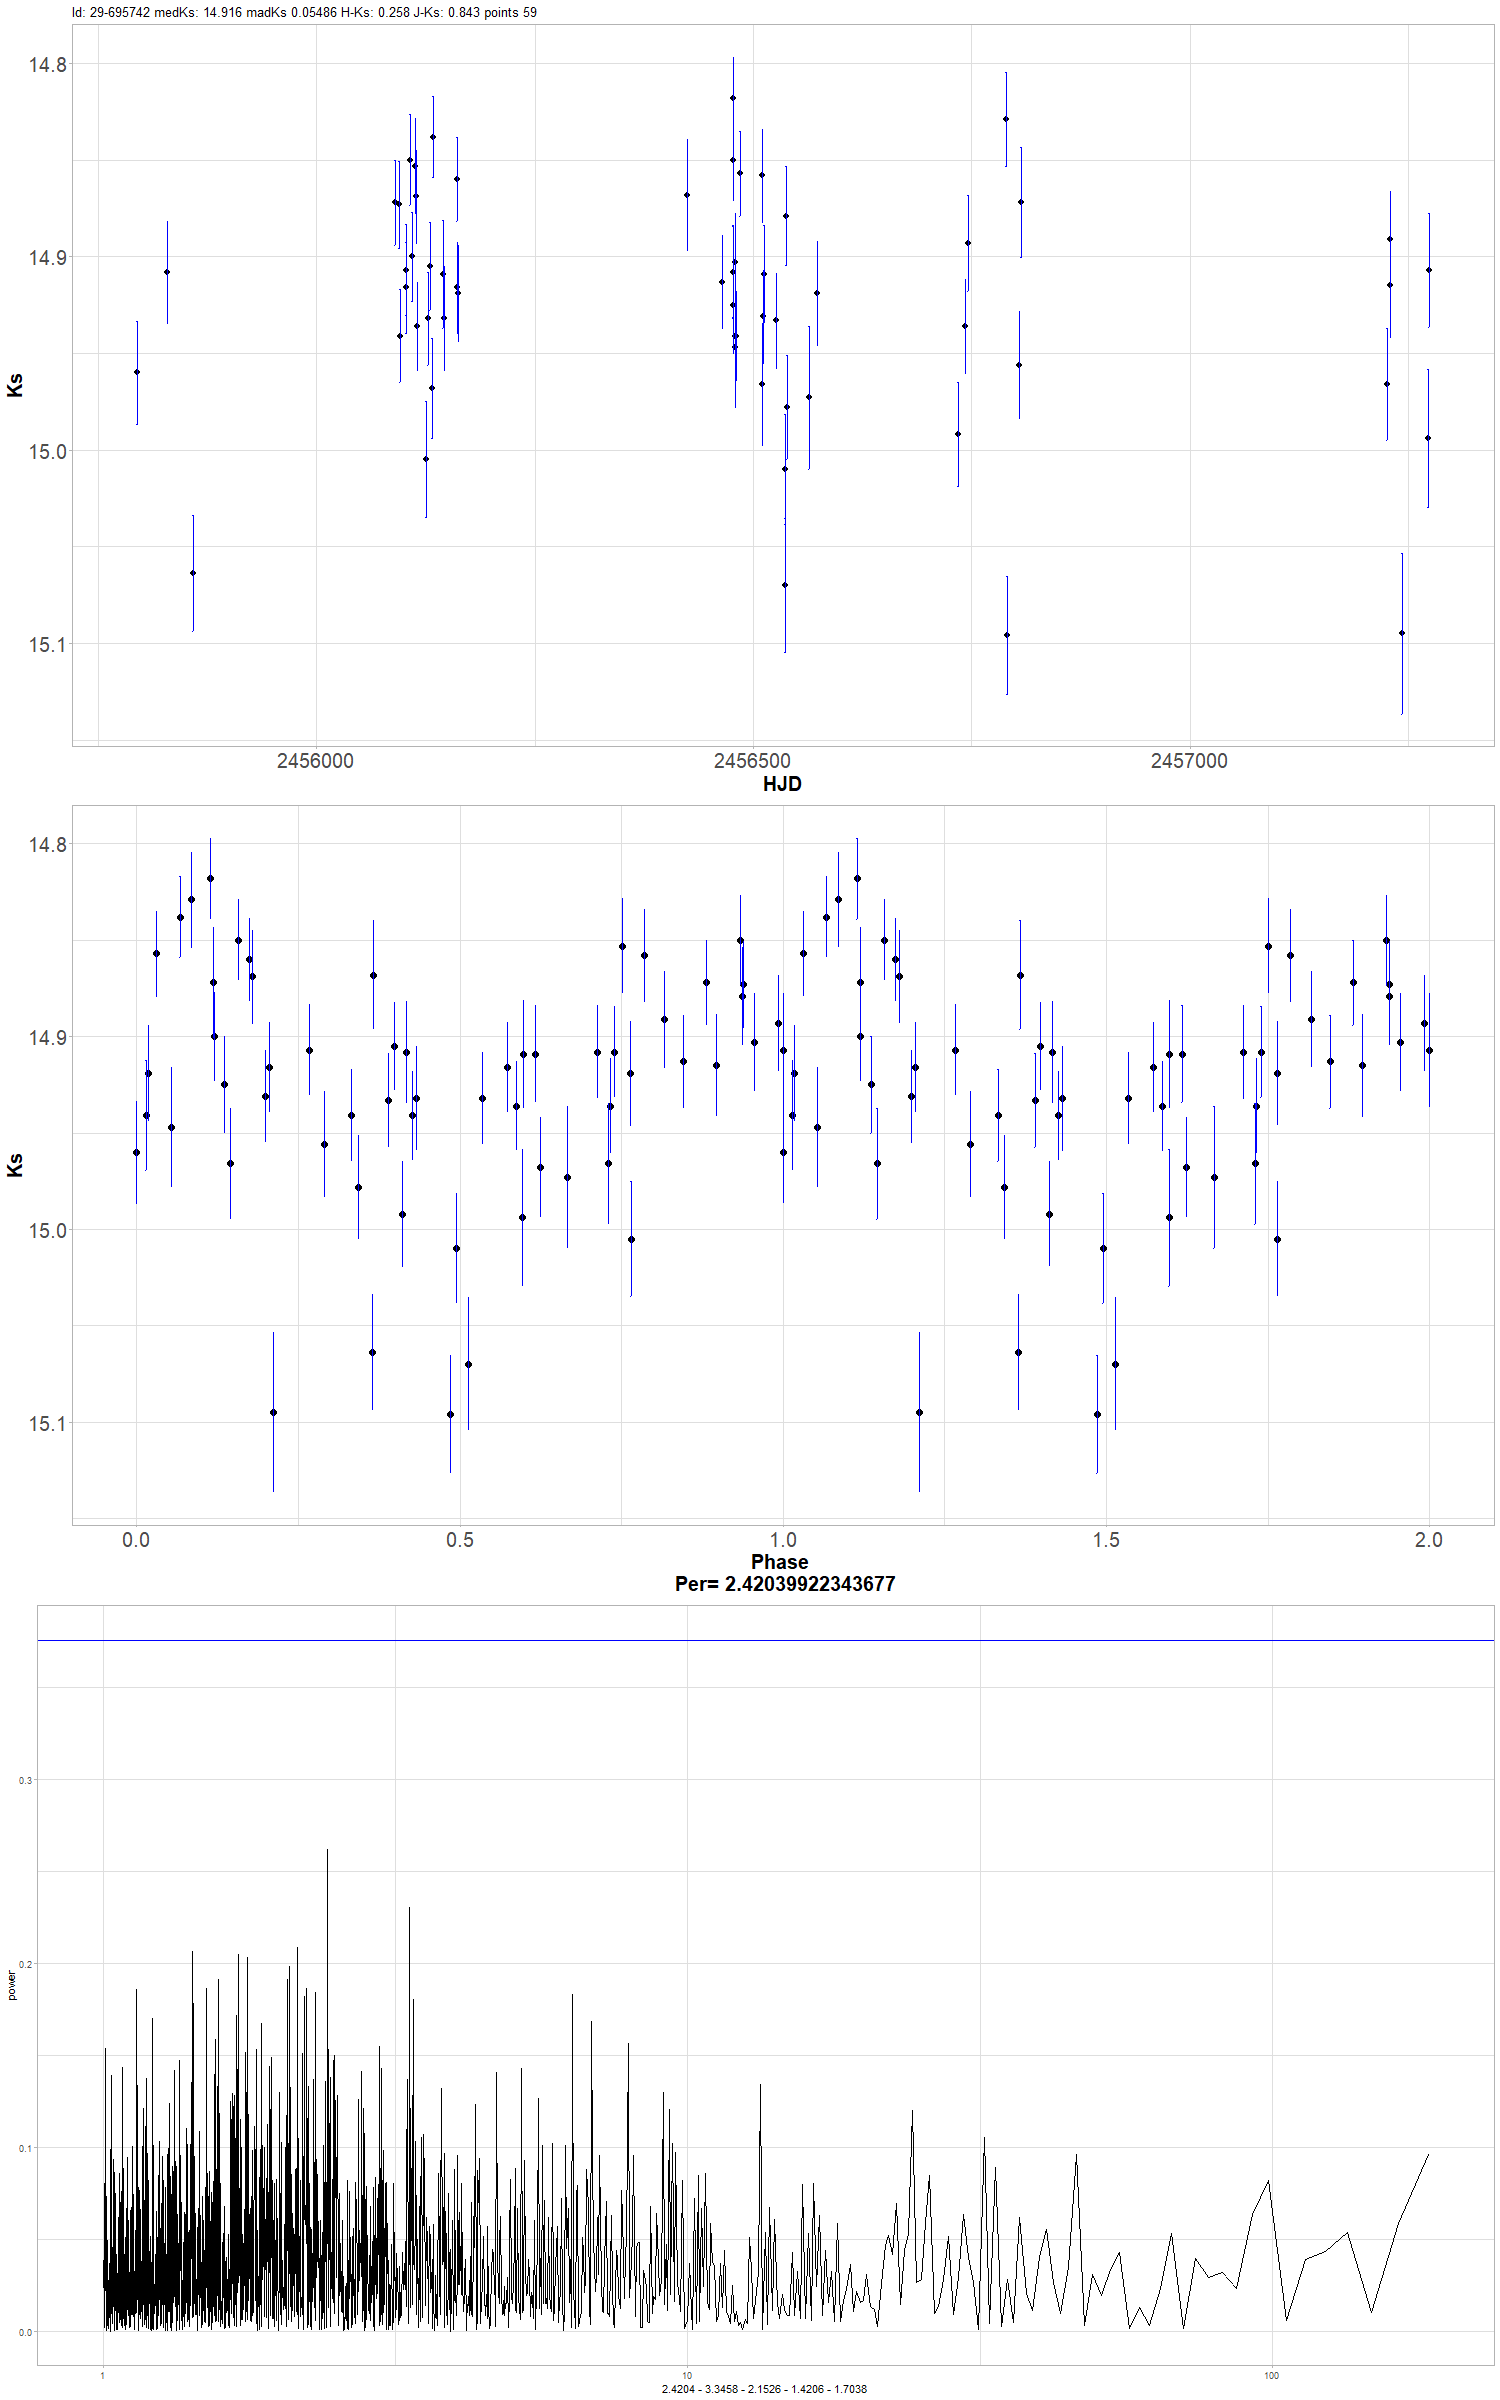 Id: 29-695742 medKs: 14.916 madKs 0.05486 H-Ks: 0.258 J-Ks: 0.843 points 59
14.8
14.9
15.0
15.1
Ks
2456000 2456500 2457000
HJD
14.8
14.9
15.0
15.1
Ks
0.0 0.5 1.0 1.5 2.0
Phase
Per= 2.42039922343677
0.3
0.2
0.1
0.0
power
1 10 100
2.4204 - 3.3458 - 2.1526 - 1.4206 - 1.7038